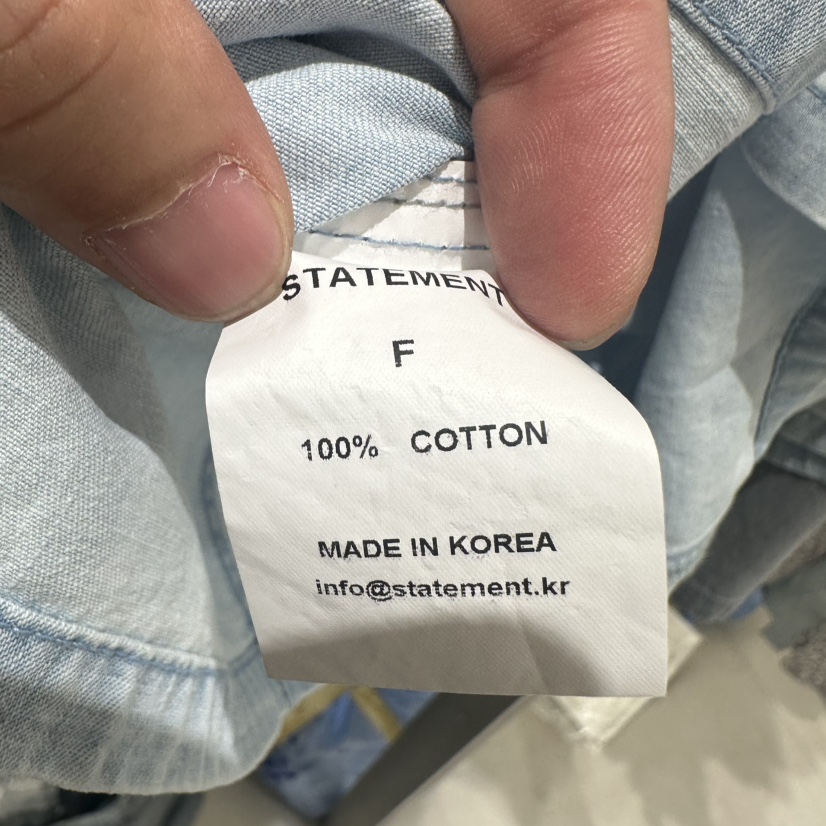 STATEMENT
F
100% COTTON
MADE IN KOREA
info@statement.kr